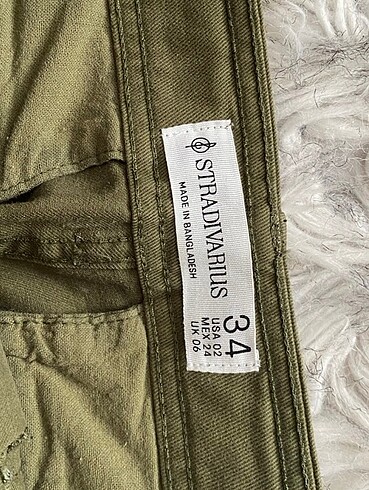 STRADIVARIUS
MADE IN BANGLADESH
34
USA 02
MEX 24
UK 06